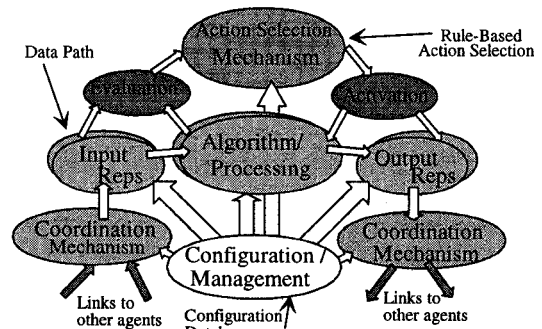 Action Selection
Mechanism
Rule-Based
Action Selection
Data Path
Evaluation
Activation
Input
Reps
Algorithm/
Processing
Output
Reps
Coordination
Mechanism
Configuration /
Management
Coordination
Mechanism
Links to
other agents
Configuration
Links to
other agents